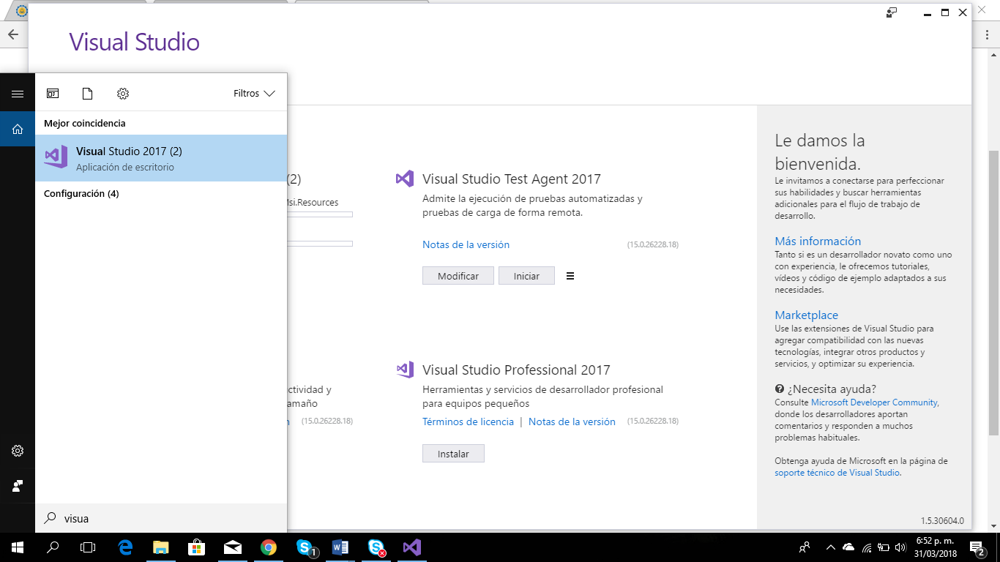 Visual Studio
Filtros
Mejor coincidencia
Visual Studio 2017 (2)
Aplicación de escritorio
Configuración (4)
visua
(2)
Msi.Resources
Visual Studio Test Agent 2017
Admite la ejecución de pruebas automatizadas y
pruebas de carga de forma remota.
Notas de la versión (15.0.26228.18)
Modificar Iniciar
ctividad y
amaño
n (15.0.26228.18)
Visual Studio Professional 2017
Herramientas y servicios de desarrollador profesional
para equipos pequeños
Términos de licencia | Notas de la versión (15.0.26228.18)
Instalar
Le damos la
bienvenida.
Le invitamos a conectarse para perfeccionar
sus habilidades y buscar herramientas
adicionales para el flujo de trabajo de
desarrollo.
Más información
Tanto si es un desarrollador novato como uno
con experiencia, le ofrecemos tutoriales,
vídeos y código de ejemplo adaptados a sus
necesidades.
Marketplace
Use las extensiones de Visual Studio para
agregar compatibilidad con las nuevas
tecnologías, integrar otros productos y
servicios, y optimizar su experiencia.
¿Necesita ayuda?
Consulte Microsoft Developer Community,
donde los desarrolladores aportan
comentarios y responden a muchos
problemas habituales.
Obtenga ayuda de Microsoft en la página de
soporte técnico de Visual Studio.
1.5.30604.0
1
6:52 p. m.
31/03/2018
2